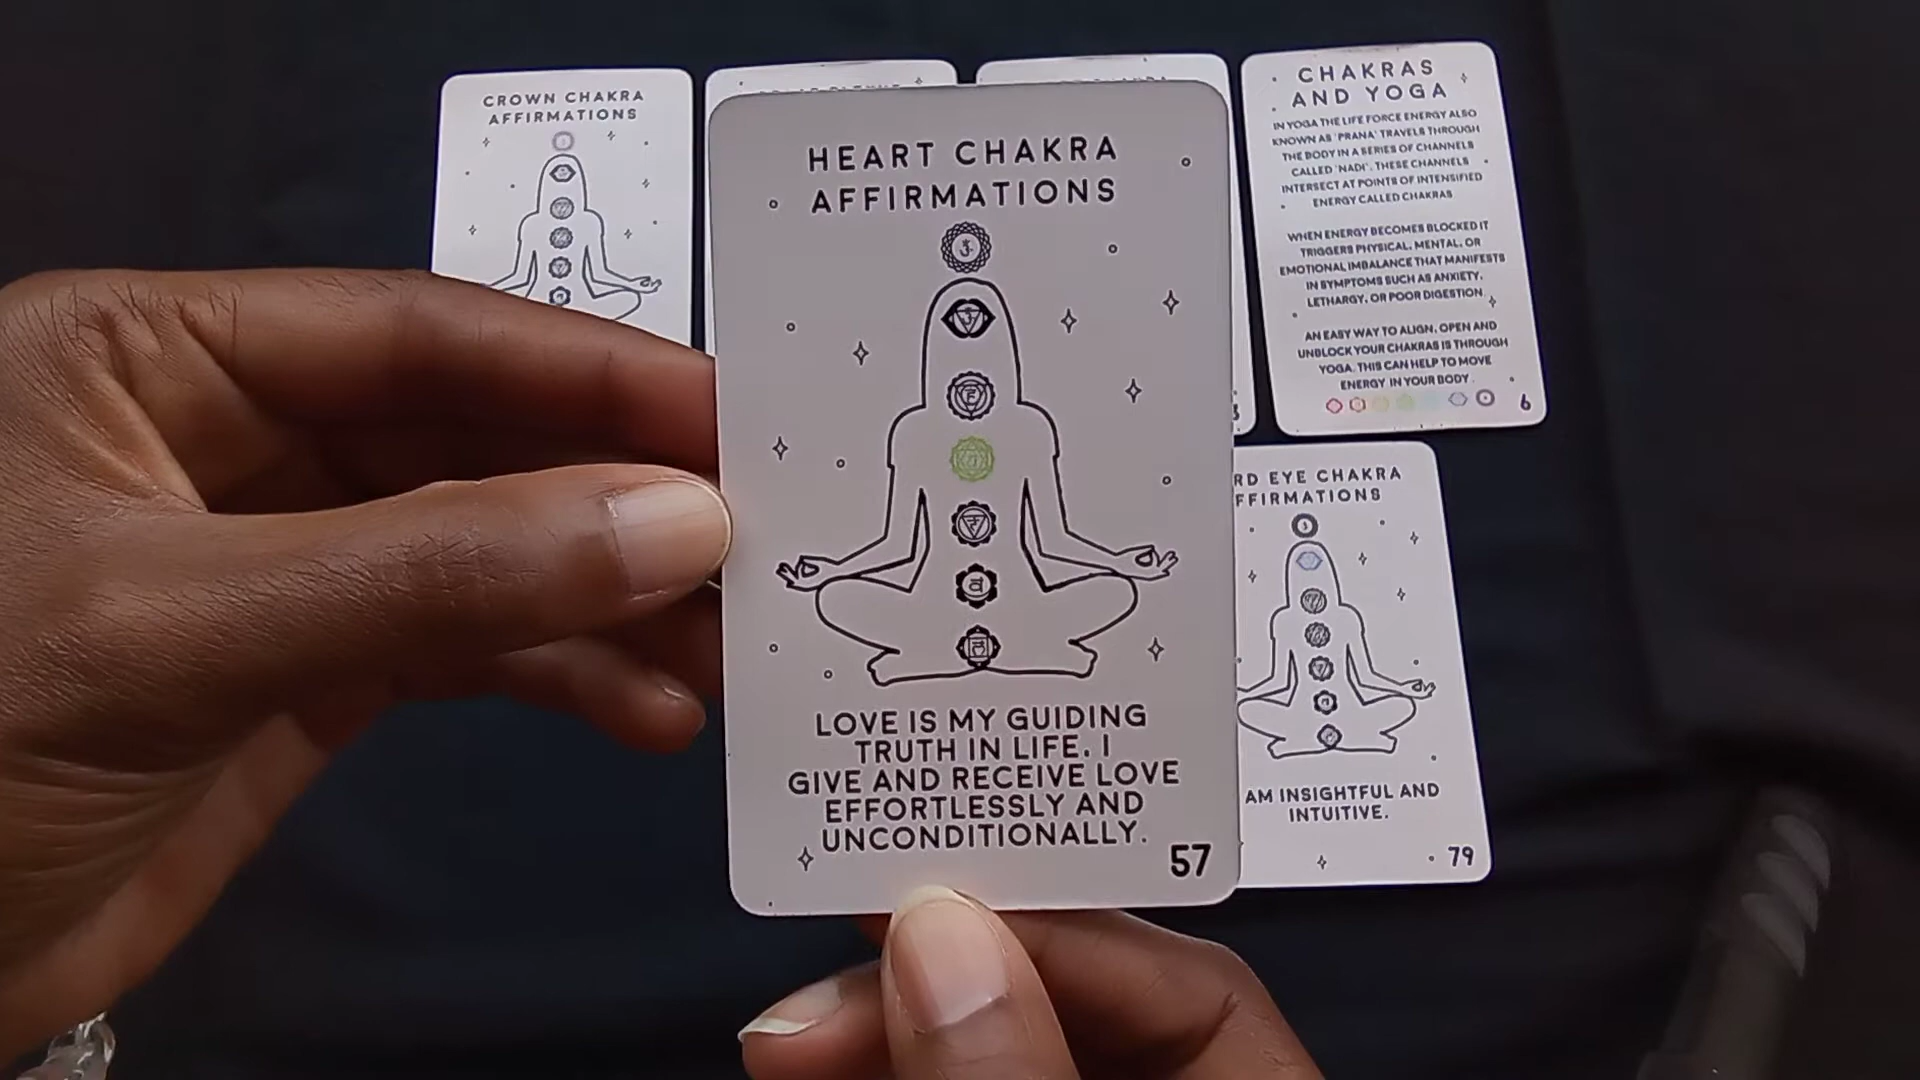 CROWN CHAKRA
AFFIRMATIONS
HEART CHAKRA
AFFIRMATIONS
LOVE IS MY GUIDING
TRUTH IN LIFE. I
GIVE AND RECEIVE LOVE
EFFORTLESSLY AND
UNCONDITIONALLY.
57
CHAKRAS
AND YOGA
IN YOGA THE LIFE FORCE ENERGY ALSO
KNOWN AS 'PRANA' TRAVELS THROUGH
THE BODY IN A SERIES OF CHANNELS
CALLED 'NADI'. THESE CHANNELS
INTERSECT AT POINTS OF INTENSIFIED
ENERGY CALLED CHAKRAS
WHEN ENERGY BECOMES BLOCKED IT
TRIGGERS PHYSICAL, MENTAL, OR
EMOTIONAL IMBALANCE THAT MANIFESTS
IN SYMPTOMS SUCH AS ANXIETY,
LETHARGY, OR POOR DIGESTION.
AN EASY WAY TO ALIGN, OPEN AND
UNBLOCK YOUR CHAKRAS IS THROUGH
YOGA. THIS CAN HELP TO MOVE
ENERGY IN YOUR BODY.
6
RD EYE CHAKRA
FFIRMATIONS
AM INSIGHTFUL AND
INTUITIVE.
79